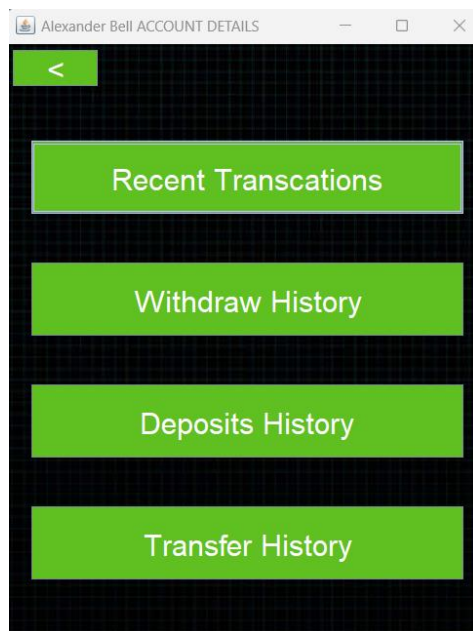 Alexander Bell ACCOUNT DETAILS
<
Recent Transcations
Withdraw History
Deposits History
Transfer History